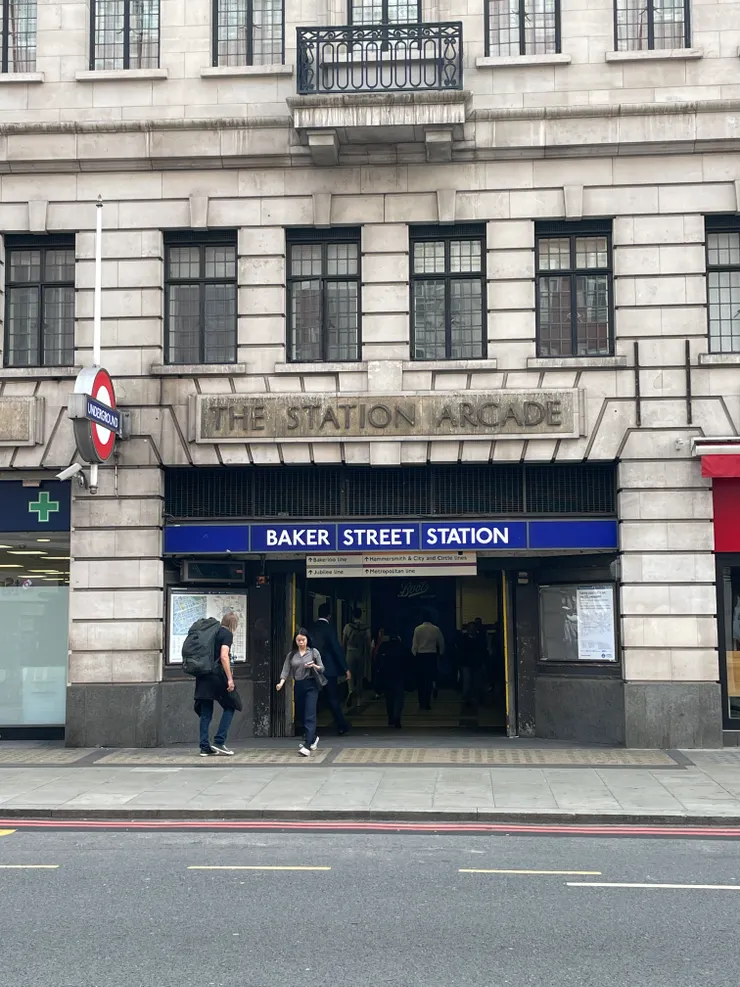 THE STATION ARCADE
UNDERGROUND
BAKER STREET STATION
Bakerloo line
Hammersmith & City and Circle lines
Jubilee line
Metropolitan line
Boots